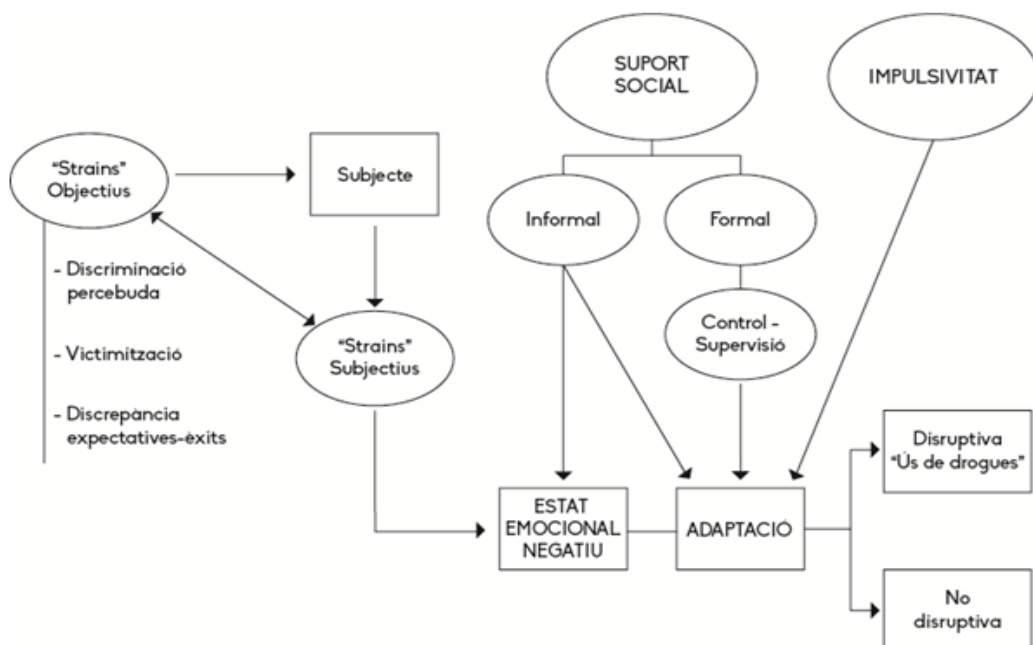 SUPORT
SOCIAL
IMPULSIVITAT
"Strains"
Objectius
Subjecte
Informal
Formal
- Discriminació
percebuda
- Victimització
- Discrepància
expectatives-èxits
"Strains"
Subjectius
Control -
Supervisió
ESTAT
EMOCIONAL
NEGATIU
ADAPTACIÓ
Disruptiva
"Ús de drogues"
No
disruptiva